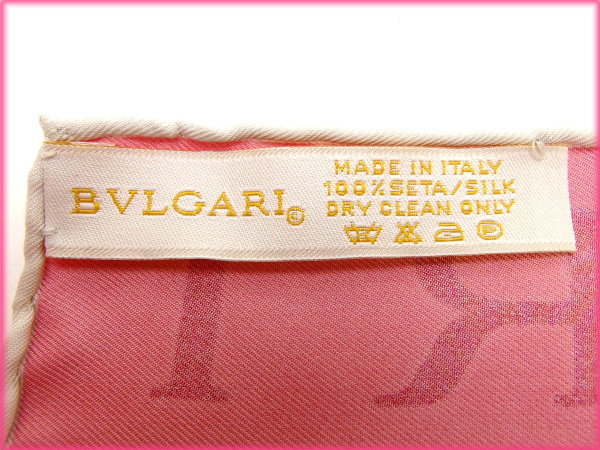 BVLGARI©
MADE IN ITALY
100%SETA/SILK
DRY CLEAN ONLY